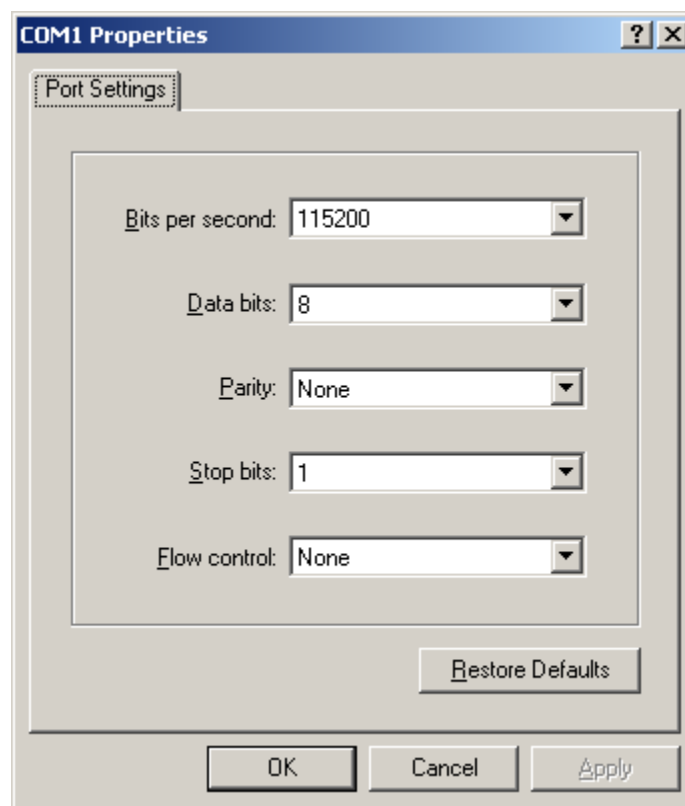 COM1 Properties
Port Settings
Bits per second: 115200
Data bits: 8
Parity: None
Stop bits: 1
Flow control: None
Restore Defaults
OK Cancel Apply